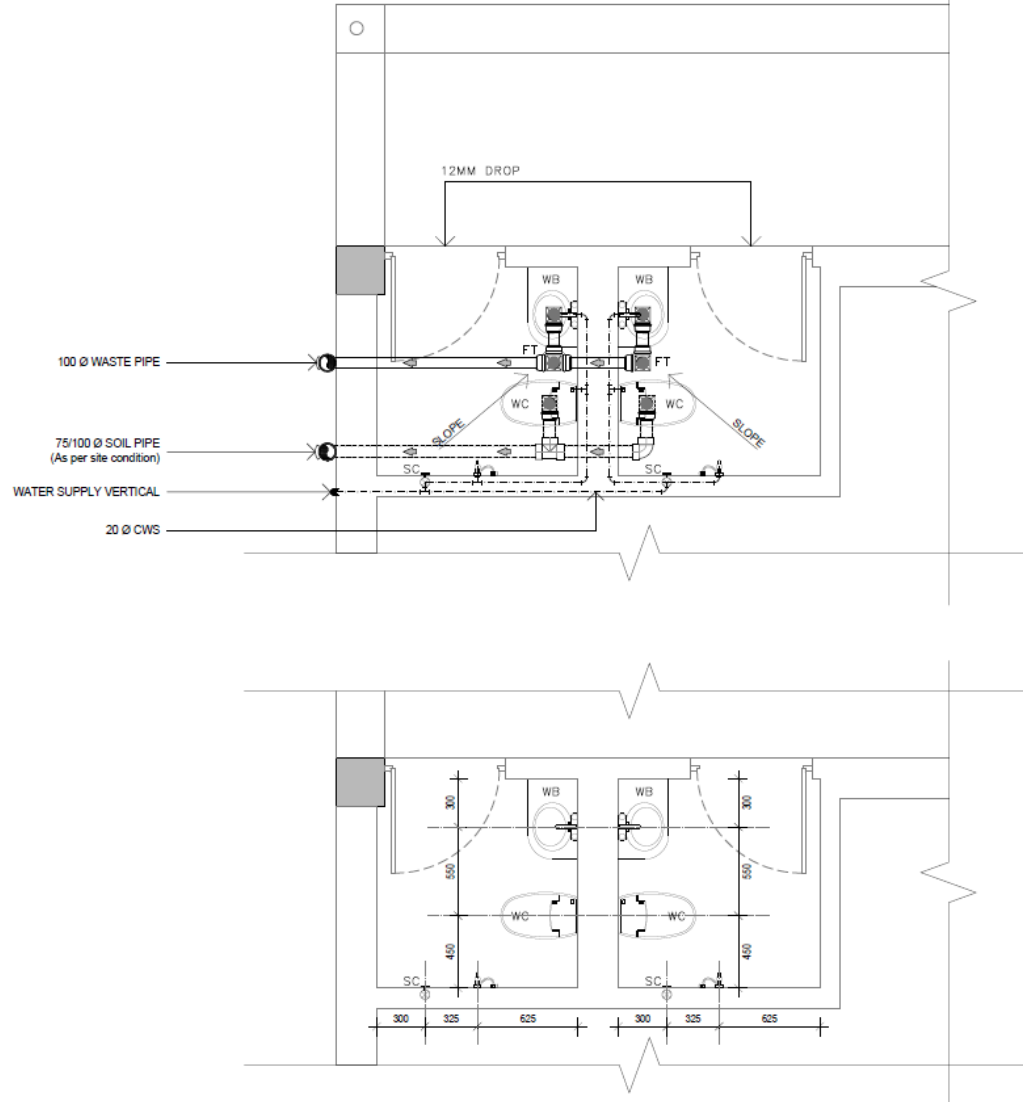 12MM DROP
WB
WB
100 Ø WASTE PIPE
FT
FT
WC
WC
SLOPE
SLOPE
75/100 Ø SOIL PIPE
(As per site condition)
SC
SC
WATER SUPPLY VERTICAL
20 Ø CWS
WB
WB
300
300
550
550
WC
WC
450
450
SC
SC
300
325
625
300
325
625